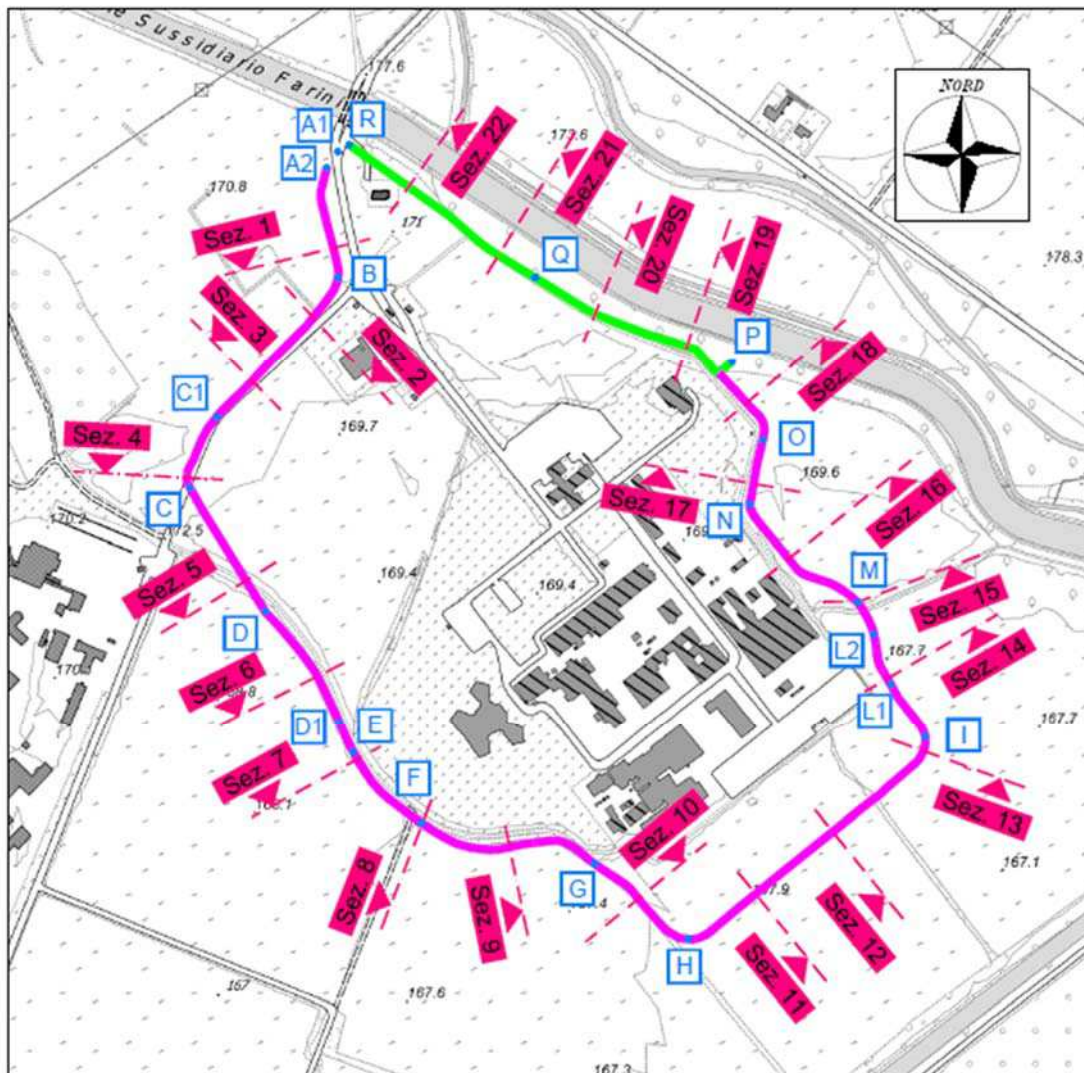 e Sussidiario Farin
177.6
NORD
A1
R
A2
Sez. 22
173.6
Sez. 21
170.8
Sez. 1
171
Sez 20
Sez. 19
178.3
B
Q
Sez. 3
Sez. 2
P
Sez. 18
C1
169.7
Sez. 4
O
169.6
C
Sez. 17
N
Sez. 16
170.2
172.5
169.4
169.4
M
Sez. 5
Sez. 15
D
L2
167.7
Sez. 14
Sez. 6
L1
D1
E
I
167.7
Sez. 7
F
Sez. 13
Sez. 10
Sez. 8
Sez. 9
G
167.1
Sez. 12
H
Sez. 11
167
167.6
167.3